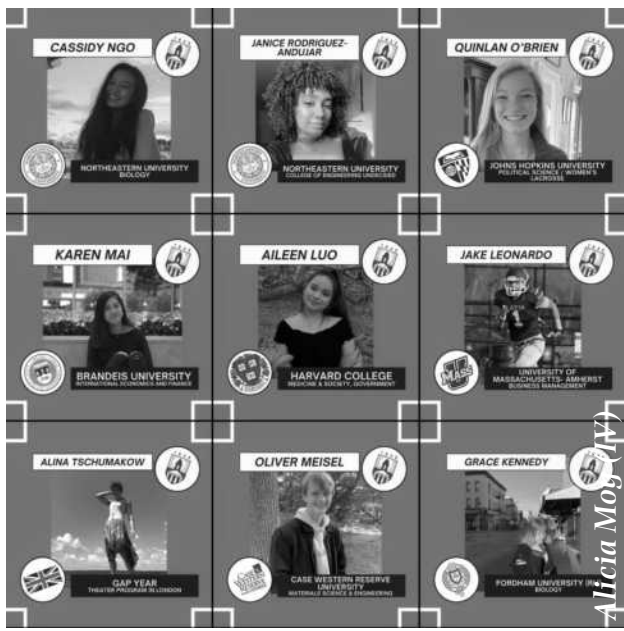 CASSIDY NGO
NORTHEASTERN UNIVERSITY
BIOLOGY
JANICE RODRIGUEZ-
ANDUJAR
NORTHEASTERN UNIVERSITY
COLLEGE OF ENGINEERING UNDECIDED
QUINLAN O'BRIEN
JOHNS HOPKINS UNIVERSITY
POLITICAL SCIENCE / WOMEN'S
LACROSSE
KAREN MAI
BRANDEIS UNIVERSITY
INTERNATIONAL ECONOMICS AND FINANCE
AILEEN LUO
HARVARD COLLEGE
MEDICINE & SOCIETY, GOVERNMENT
JAKE LEONARDO
UMASS
UNIVERSITY OF
MASSACHUSETTS- AMHERST
BUSINESS MANAGEMENT
ALINA TSCHUMAKOW
GAP YEAR
THEATER PROGRAM IN LONDON
OLIVER MEISEL
CASE WESTERN RESERVE
UNIVERSITY
MATERIALS SCIENCE & ENGINEERING
GRACE KENNEDY
FORDHAM UNIVERSITY
BIOLOGY
Alicia Moy (IV)